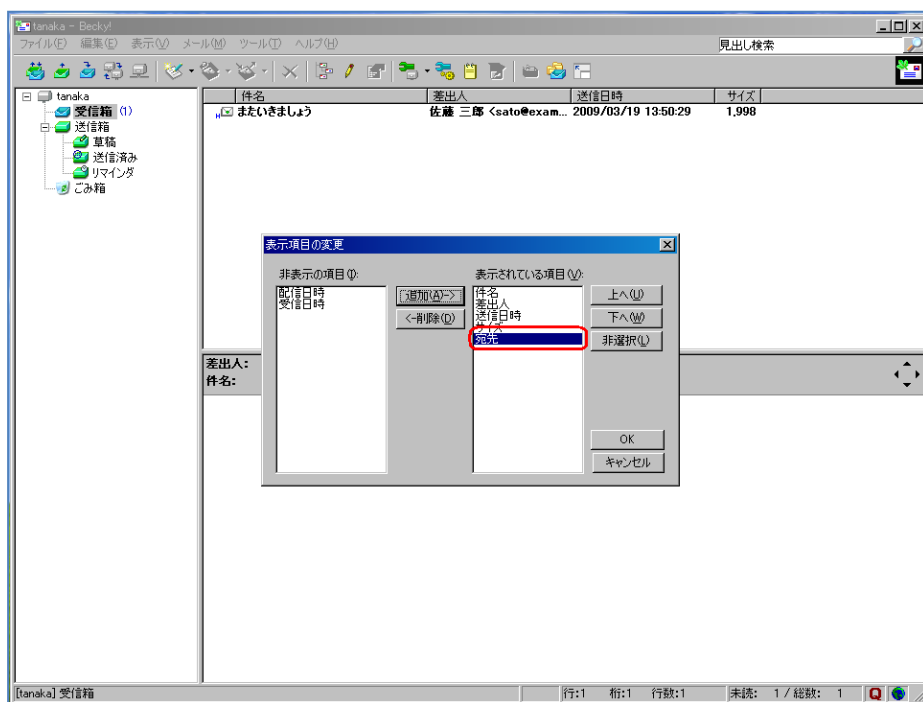 tanaka - Becky!
ファイル(F) 編集(E) 表示(V) メール(M) ツール(T) ヘルプ(H)
見出し検索
tanaka
受信箱 (1)
送信箱
草稿
送信済み
リマインダ
ごみ箱
件名 差出人 送信日時 サイズ
またいきましょう 佐藤 三郎 <sato@exam... 2009/03/19 13:50:29 1,998
表示項目の変更
非表示の項目(I): 表示されている項目(V):
配信日時
受信日時
追加(A)->
<-削除(D)
件名
差出人
送信日時
サイズ
宛先
上へ(U)
下へ(W)
非選択(L)
OK
キャンセル
差出人:
件名:
[tanaka] 受信箱 行:1 桁:1 行数:1 未読: 1 / 総数: 1 Q